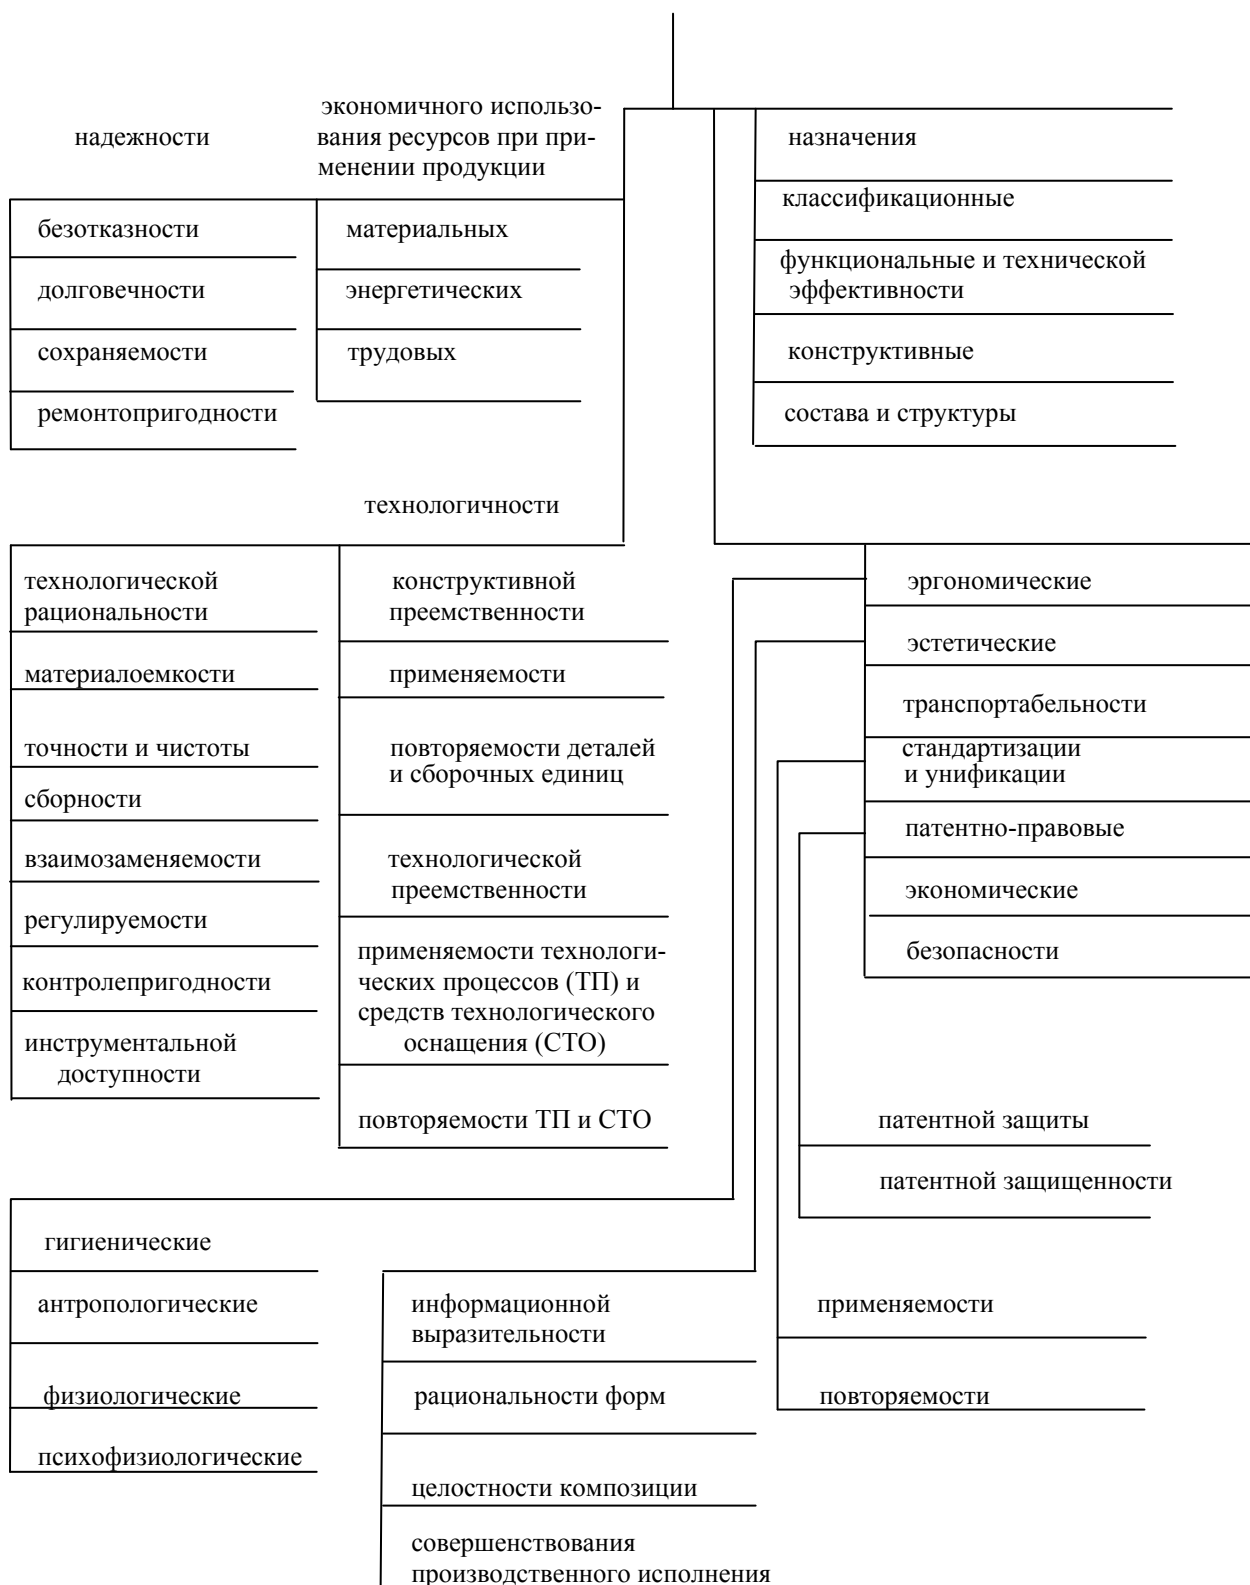 надежности
экономичного использо-
вания ресурсов при при-
менении продукции
безотказности
долговечности
сохраняемости
ремонтопригодности
материальных
энергетических
трудовых
назначения
классификационные
функциональные и технической
эффективности
конструктивные
состава и структуры
технологичности
технологической
рациональности
материалоемкости
точности и чистоты
сборности
взаимозаменяемости
регулируемости
контролепригодности
инструментальной
доступности
конструктивной
преемственности
применяемости
повторяемости деталей
и сборочных единиц
технологической
преемственности
применяемости технологи-
ческих процессов (ТП) и
средств технологического
оснащения (СТО)
повторяемости ТП и СТО
эргономические
эстетические
транспортабельности
стандартизации
и унификации
патентно-правовые
экономические
безопасности
патентной защиты
патентной защищенности
гигиенические
антропологические
физиологические
психофизиологические
информационной
выразительности
рациональности форм
целостности композиции
совершенствования
производственного исполнения
применяемости
повторяемости